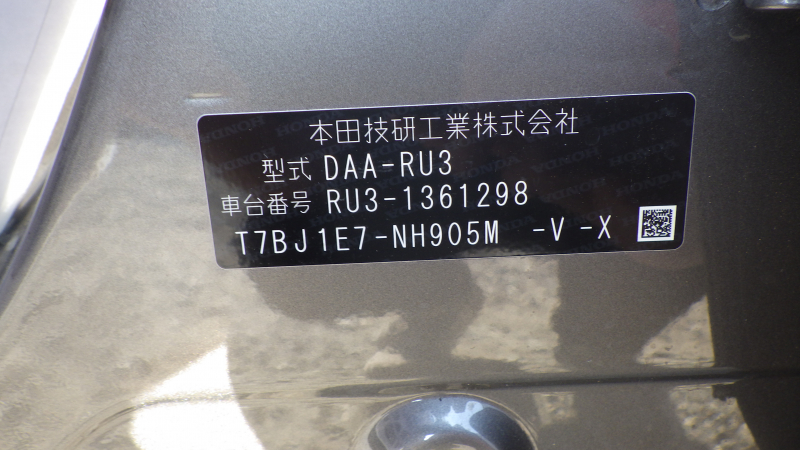 本田技研工業株式会社
型式 DAA-RU3
車台番号 RU3-1361298
T7BJ1E7-NH905M -V -X